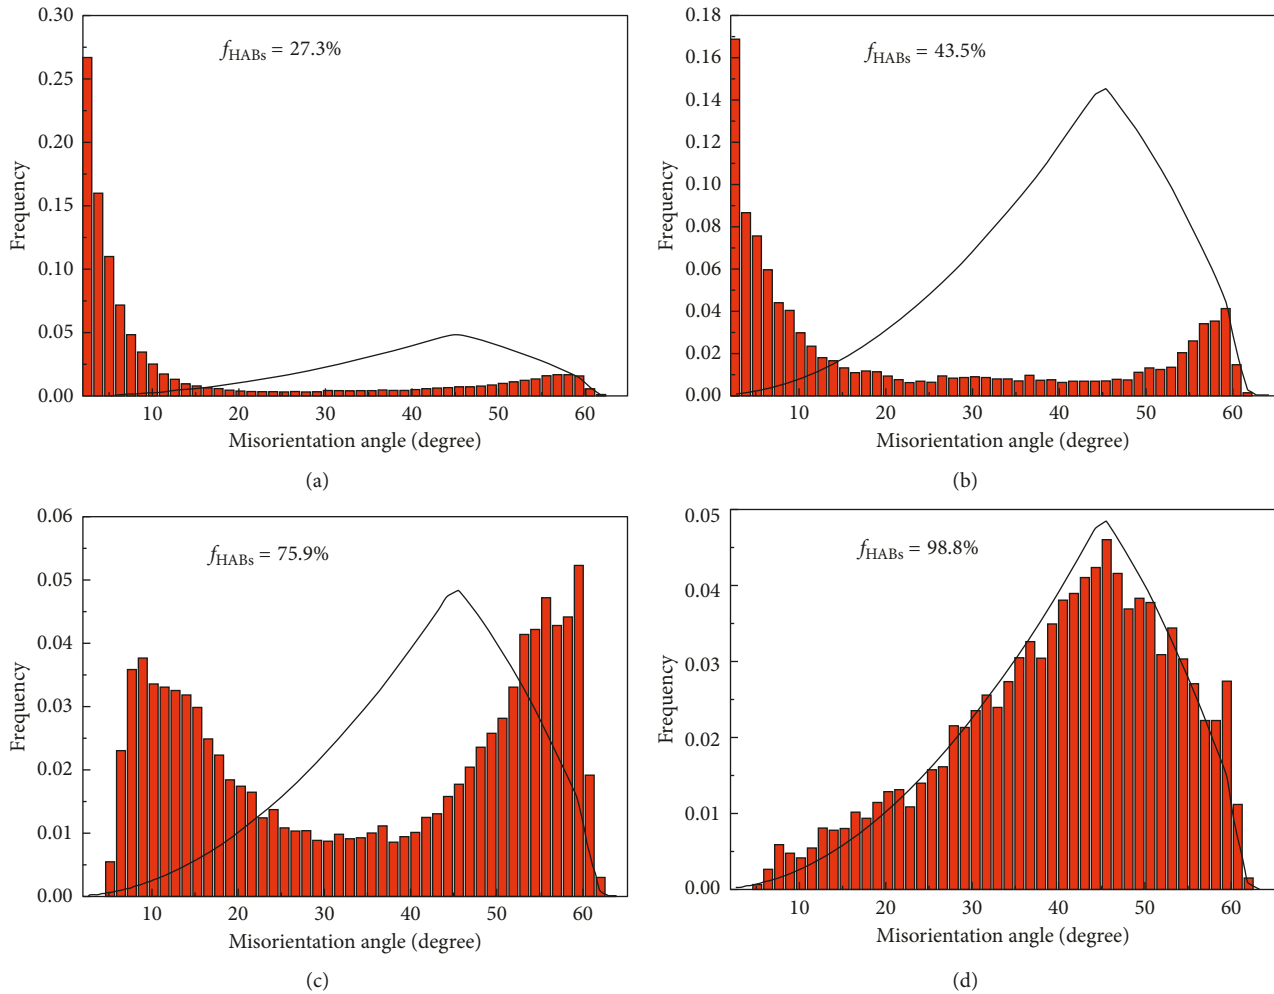 0.30
0.25
0.20
0.15
0.10
0.05
0.00
Frequency
f_HABs = 27.3%
10 20 30 40 50 60
Misorientation angle (degree)
(a)
0.18
0.16
0.14
0.12
0.10
0.08
0.06
0.04
0.02
0.00
Frequency
f_HABs = 43.5%
10 20 30 40 50 60
Misorientation angle (degree)
(b)
0.06
0.05
0.04
0.03
0.02
0.01
0.00
Frequency
f_HABs = 75.9%
10 20 30 40 50 60
Misorientation angle (degree)
(c)
0.05
0.04
0.03
0.02
0.01
0.00
Frequency
f_HABs = 98.8%
10 20 30 40 50 60
Misorientation angle (degree)
(d)